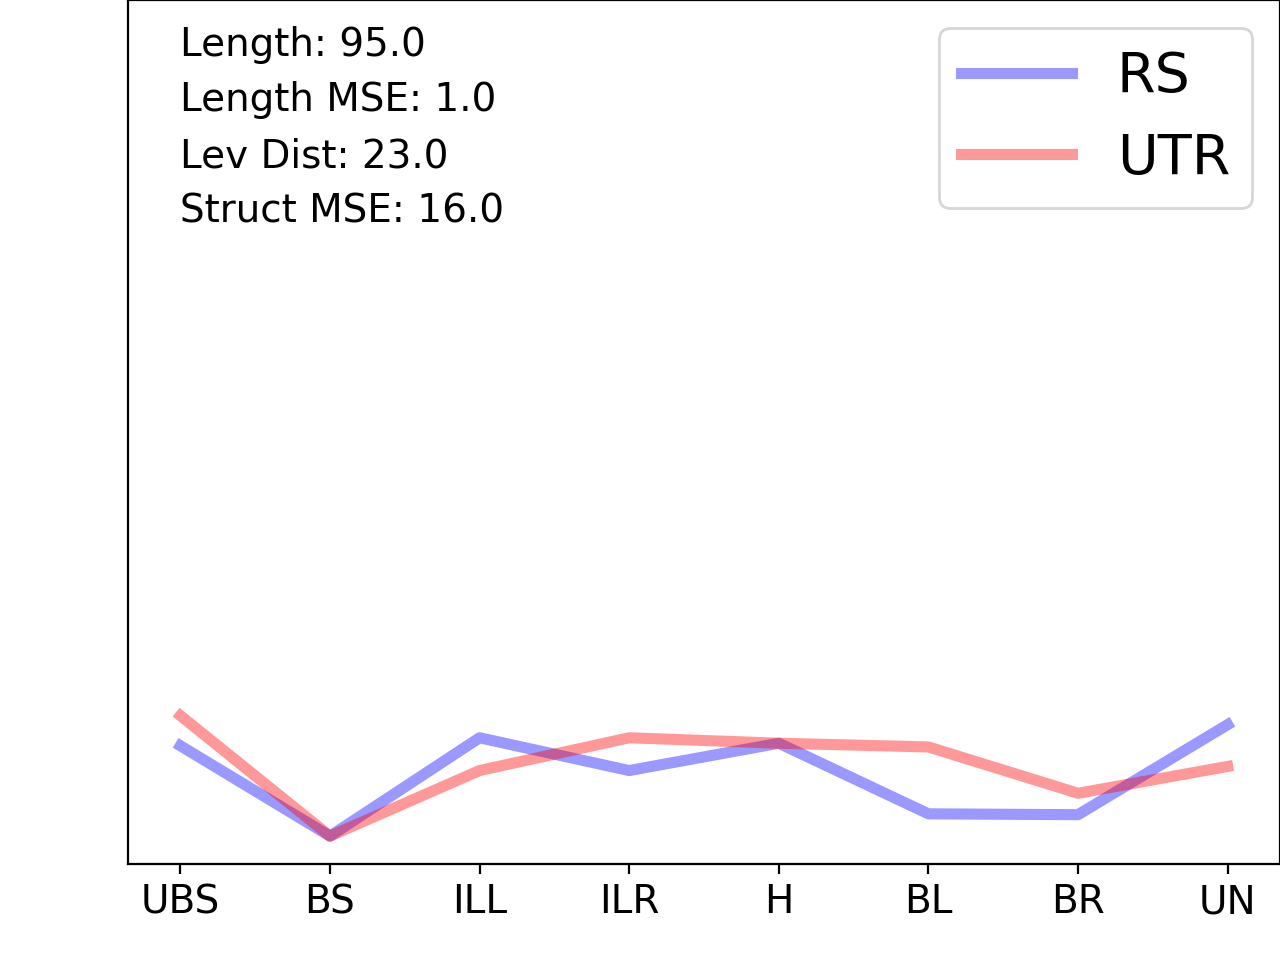 Length: 95.0
Length MSE: 1.0
Lev Dist: 23.0
Struct MSE: 16.0
RS
UTR
UBS BS ILL ILR H BL BR UN